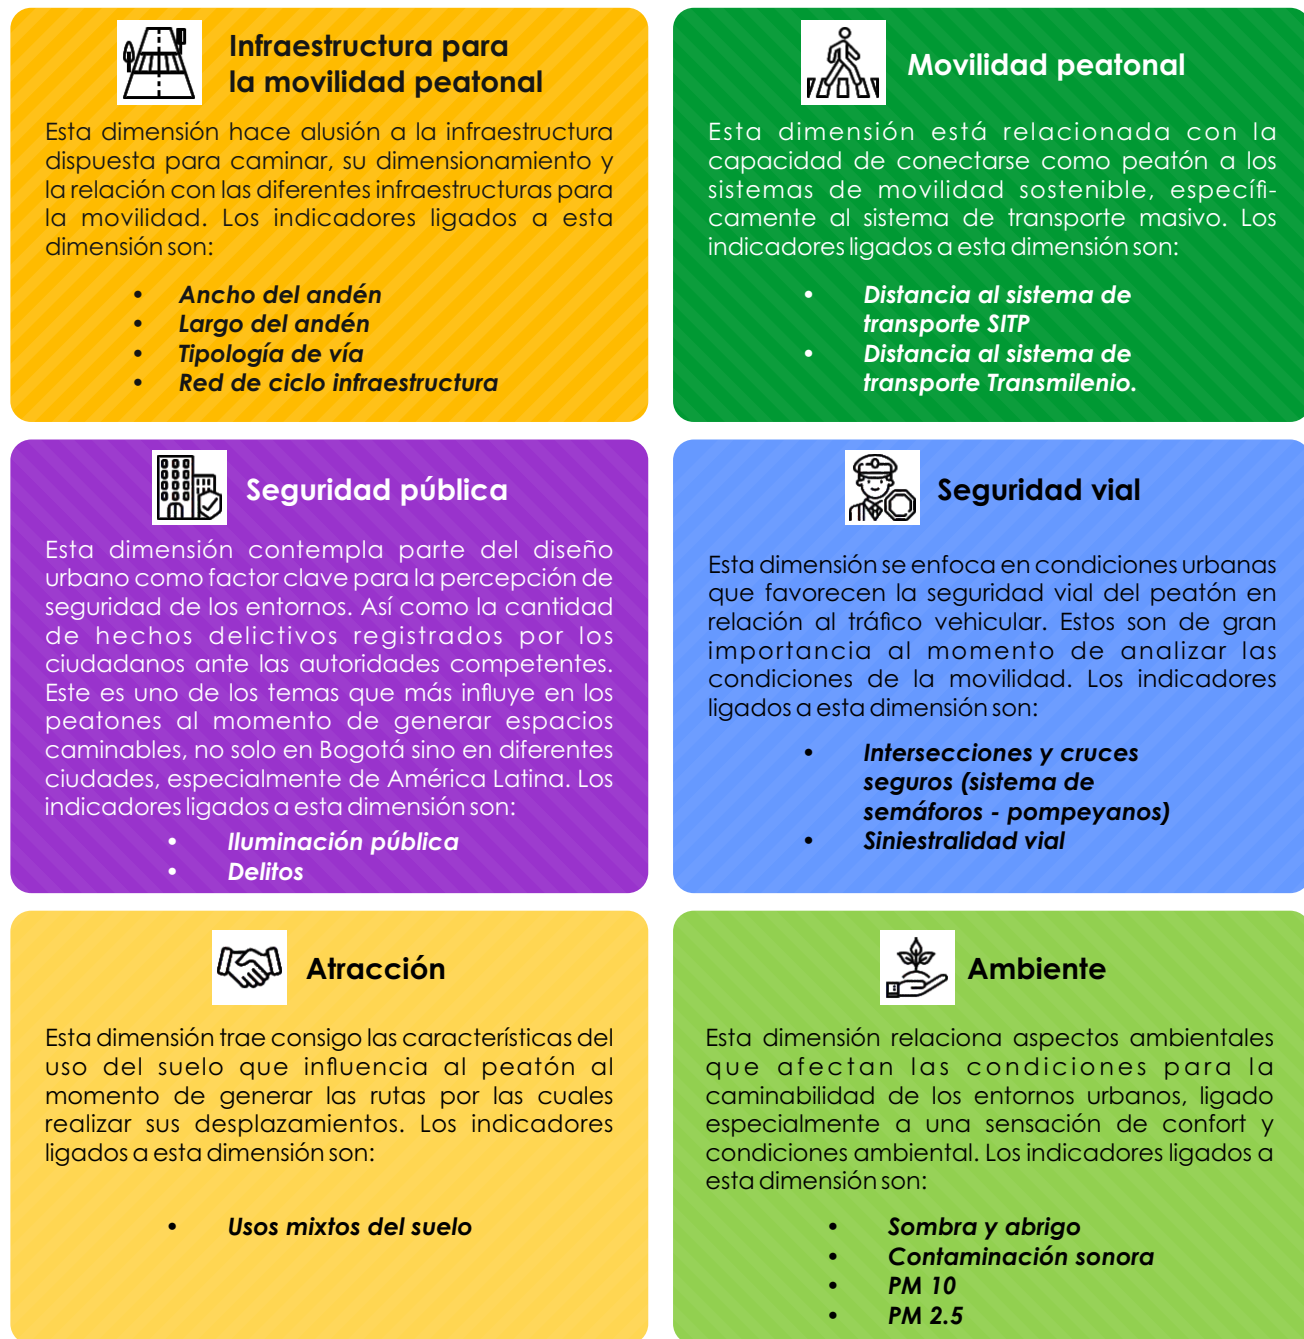 Infraestructura para
la movilidad peatonal
Esta dimensión hace alusión a la infraestructura
dispuesta para caminar, su dimensionamiento y
la relación con las diferentes infraestructuras para
la movilidad. Los indicadores ligados a esta
dimensión son:
• Ancho del andén
• Largo del andén
• Tipología de vía
• Red de ciclo infraestructura
Movilidad peatonal
Esta dimensión está relacionada con la
capacidad de conectarse como peatón a los
sistemas de movilidad sostenible, específi-
camente al sistema de transporte masivo. Los
indicadores ligados a esta dimensión son:
• Distancia al sistema de
transporte SITP
• Distancia al sistema de
transporte Transmilenio.
Seguridad pública
Esta dimensión contempla parte del diseño
urbano como factor clave para la percepción de
seguridad de los entornos. Así como la cantidad
de hechos delictivos registrados por los
ciudadanos ante las autoridades competentes.
Este es uno de los temas que más influye en los
peatones al momento de generar espacios
caminables, no solo en Bogotá sino en diferentes
ciudades, especialmente de América Latina. Los
indicadores ligados a esta dimensión son:
• Iluminación pública
• Delitos
Seguridad vial
Esta dimensión se enfoca en condiciones urbanas
que favorecen la seguridad vial del peatón en
relación al tráfico vehicular. Estos son de gran
importancia al momento de analizar las
condiciones de la movilidad. Los indicadores
ligados a esta dimensión son:
• Intersecciones y cruces
seguros (sistema de
semáforos - pompeyanos)
• Siniestralidad vial
Atracción
Esta dimensión trae consigo las características del
uso del suelo que influencia al peatón al
momento de generar las rutas por las cuales
realizar sus desplazamientos. Los indicadores
ligados a esta dimensión son:
• Usos mixtos del suelo
Ambiente
Esta dimensión relaciona aspectos ambientales
que afectan las condiciones para la
caminabilidad de los entornos urbanos, ligado
especialmente a una sensación de confort y
condiciones ambiental. Los indicadores ligados a
esta dimensión son:
• Sombra y abrigo
• Contaminación sonora
• PM 10
• PM 2.5